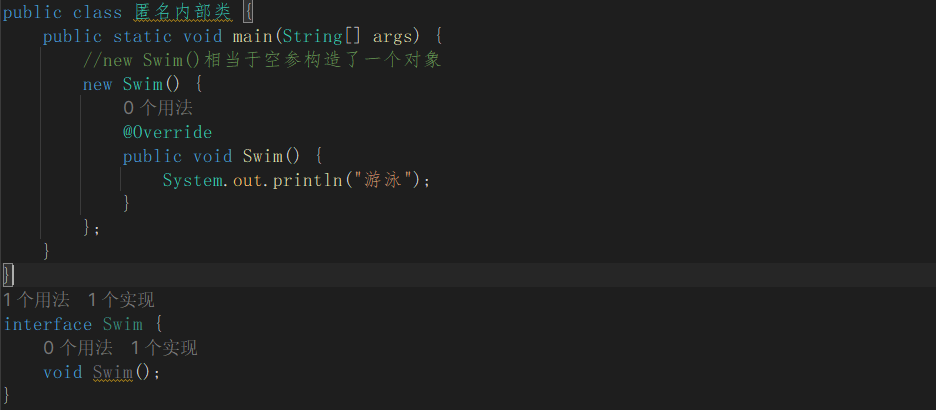 public class 匿名内部类 {
    public static void main(String[] args) {
        //new Swim()相当于空参构造了一个对象
        new Swim() {
            0 个用法
            @Override
            public void Swim() {
                System.out.println("游泳");
            }
        };
    }
}
1 个用法   1 个实现
interface Swim {
    0 个用法   1 个实现
    void Swim();
}